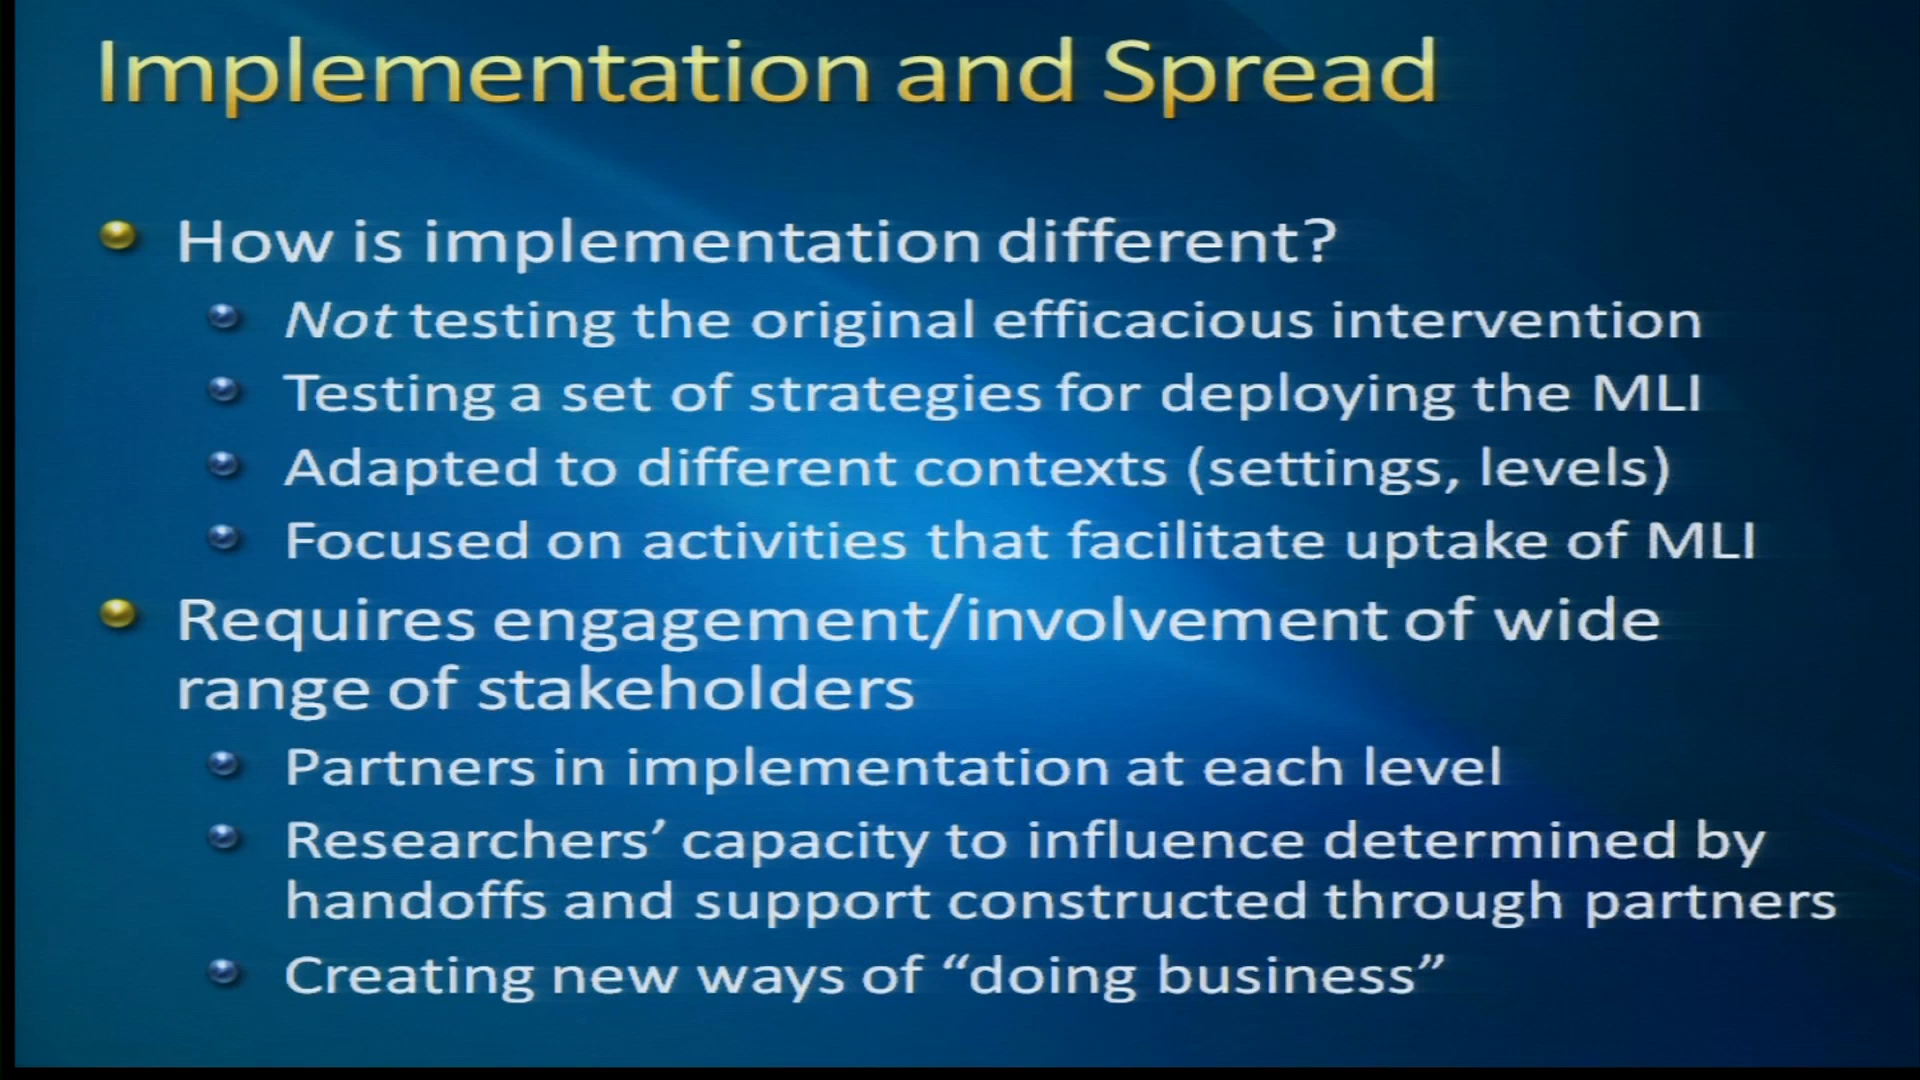 Implementation and Spread
How is implementation different?
Not testing the original efficacious intervention
Testing a set of strategies for deploying the MLI
Adapted to different contexts (settings, levels)
Focused on activities that facilitate uptake of MLI
Requires engagement/involvement of wide
range of stakeholders
Partners in implementation at each level
Researchers’ capacity to influence determined by
handoffs and support constructed through partners
Creating new ways of “doing business”